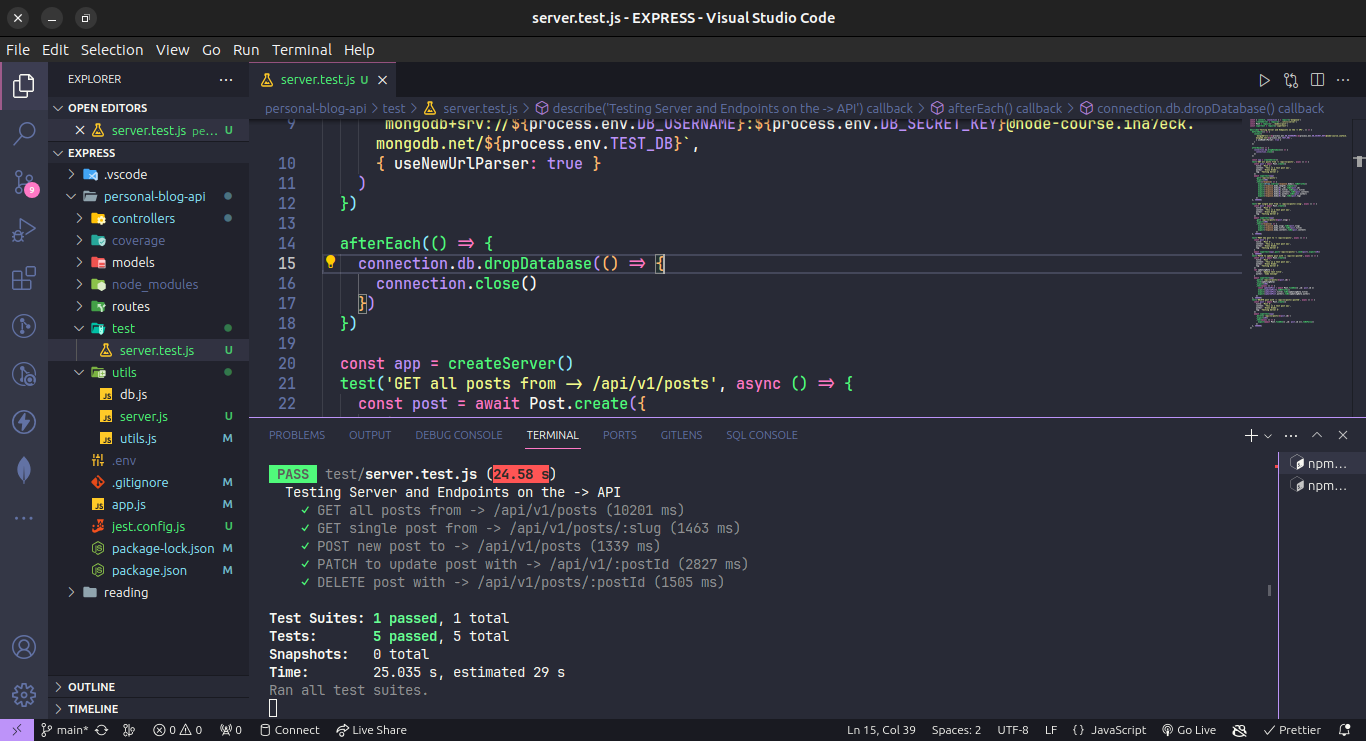 server.test.js - EXPRESS - Visual Studio Code
File Edit Selection View Go Run Terminal Help
EXPLORER
server.test.js U
OPEN EDITORS
server.test.js pe... U
EXPRESS
.vscode
personal-blog-api
controllers
coverage
models
node_modules
routes
test
server.test.js U
utils
db.js
server.js U
utils.js M
.env
.gitignore M
app.js M
jest.config.js U
package-lock.json M
package.json M
reading
OUTLINE
TIMELINE
9
personal-blog-api > test > server.test.js > describe('Testing Server and Endpoints on the -> API') callback > afterEach() callback > connection.db.dropDatabase() callback
9 `mongodb+srv://${process.env.DB_USERNAME}:${process.env.DB_SECRET_KEY}@node-course.ina7eck.
mongodb.net/${process.env.TEST_DB}`,
10 { useNewUrlParser: true }
11 )
12 })
13
14 afterEach(() => {
15 connection.db.dropDatabase(() => {
16 connection.close()
17 })
18 })
19
20 const app = createServer()
21 test('GET all posts from -> /api/v1/posts', async () => {
22 const post = await Post.create({
PROBLEMS OUTPUT DEBUG CONSOLE TERMINAL PORTS GITLENS SQL CONSOLE
npm...
npm...
PASS test/server.test.js (24.58 s)
Testing Server and Endpoints on the -> API
✓ GET all posts from -> /api/v1/posts (10201 ms)
✓ GET single post from -> /api/v1/posts/:slug (1463 ms)
✓ POST new post to -> /api/v1/posts (1339 ms)
✓ PATCH to update post with -> /api/v1/:postId (2827 ms)
✓ DELETE post with -> /api/v1/posts/:postId (1505 ms)
Test Suites: 1 passed, 1 total
Tests: 5 passed, 5 total
Snapshots: 0 total
Time: 25.035 s, estimated 29 s
Ran all test suites.
main* 0 0 0 Connect Live Share Ln 15, Col 39 Spaces: 2 UTF-8 LF {} JavaScript Go Live Prettier